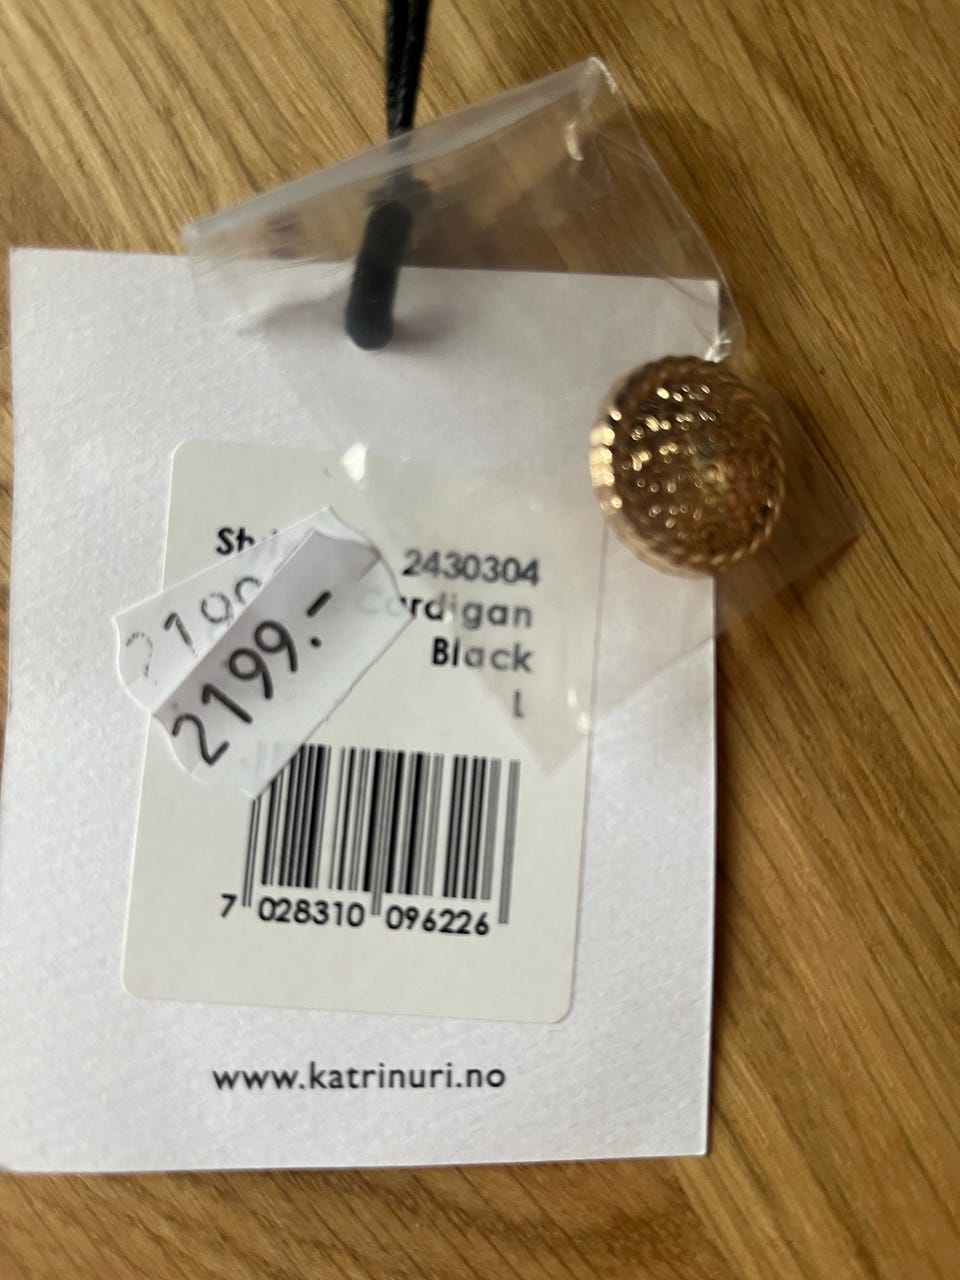 2430304
Cardigan
Black
L
2199.-
7 028310 096226
www.katrinuri.no